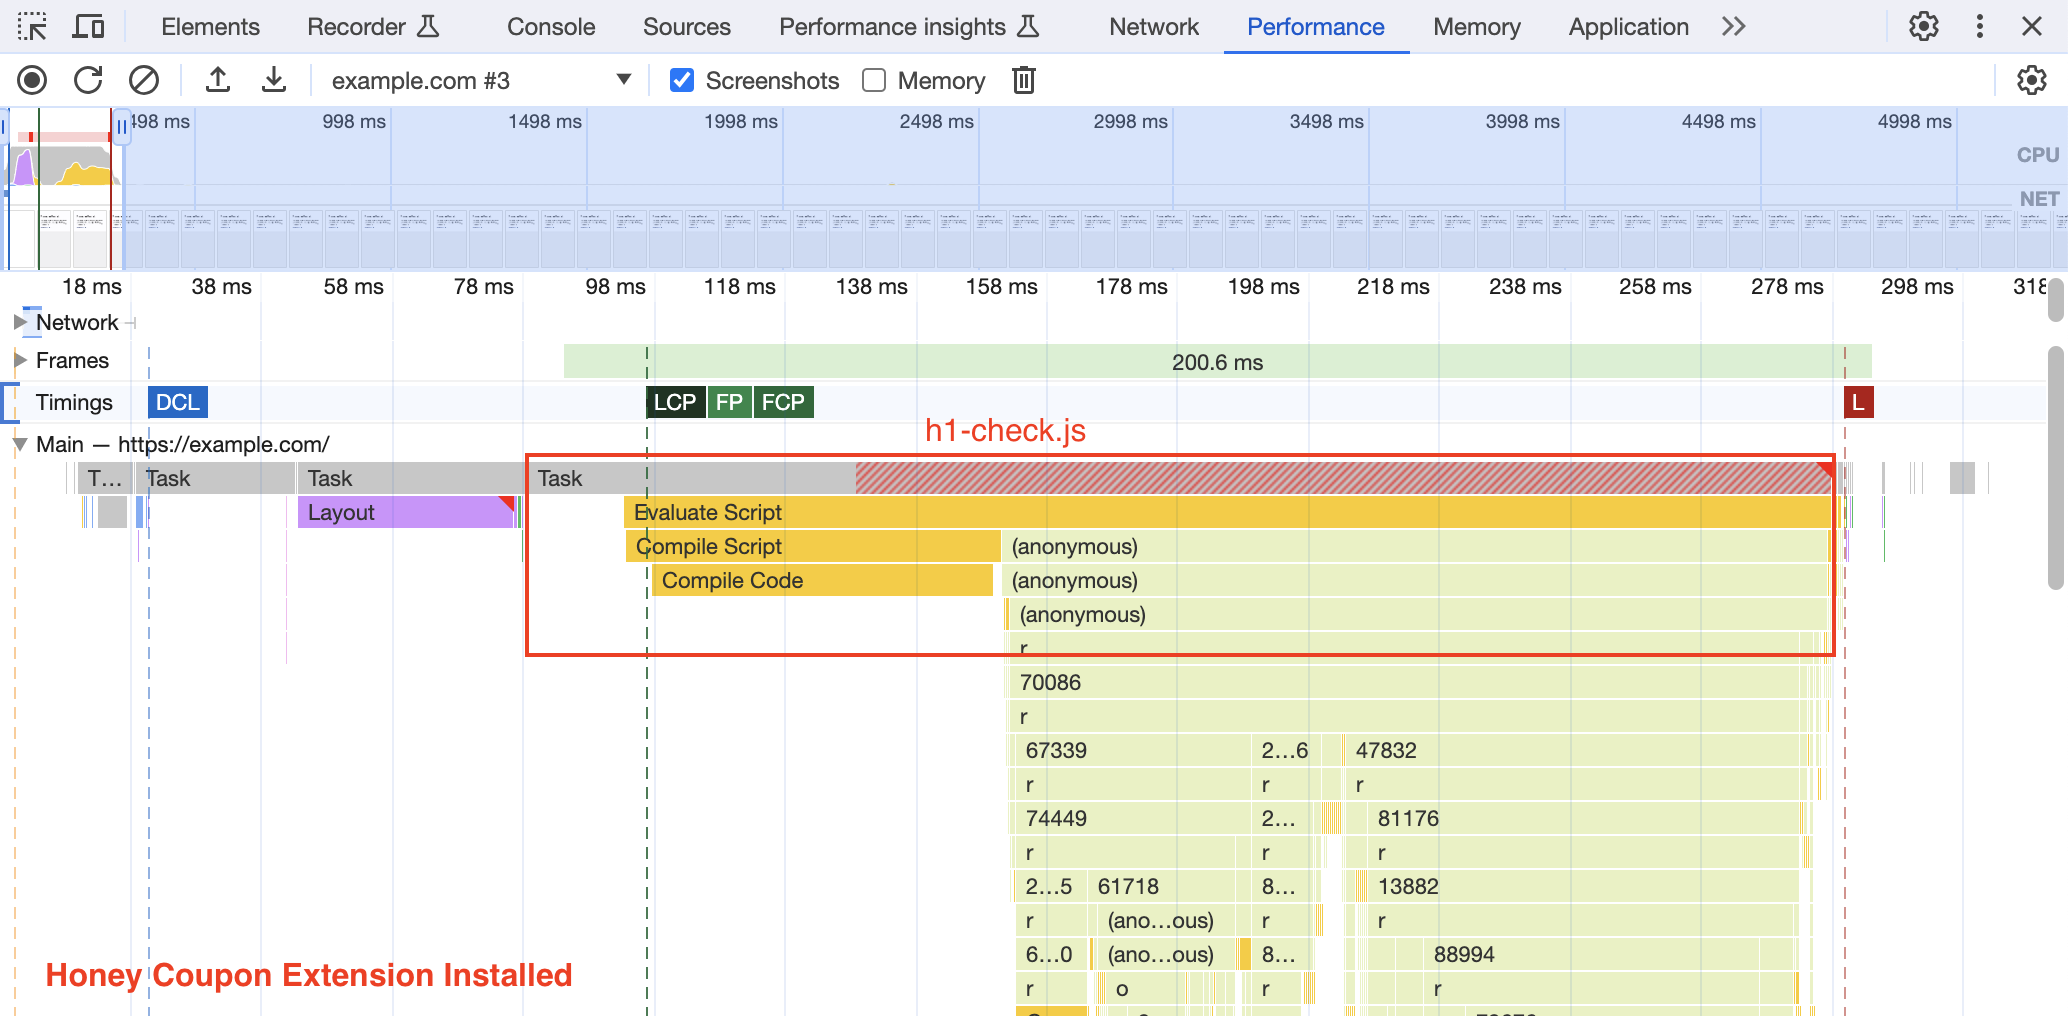 Elements Recorder Console Sources Performance insights Network Performance Memory Application
example.com #3 Screenshots Memory
498 ms 998 ms 1498 ms 1998 ms 2498 ms 2998 ms 3498 ms 3998 ms 4498 ms 4998 ms
CPU
NET
18 ms 38 ms 58 ms 78 ms 98 ms 118 ms 138 ms 158 ms 178 ms 198 ms 218 ms 238 ms 258 ms 278 ms 298 ms 318
Network
Frames 200.6 ms
Timings DCL LCP FP FCP L
h1-check.js
Main — https://example.com/
T... Task Task Task
Layout Evaluate Script
Compile Script (anonymous)
Compile Code (anonymous)
(anonymous)
r
70086
r
67339 2...6 47832
r r r
74449 2... 81176
r r r
2...5 61718 8... 13882
r (ano...ous) r r
6...0 (ano...ous) 8... 88994
Honey Coupon Extension Installed
r o r r